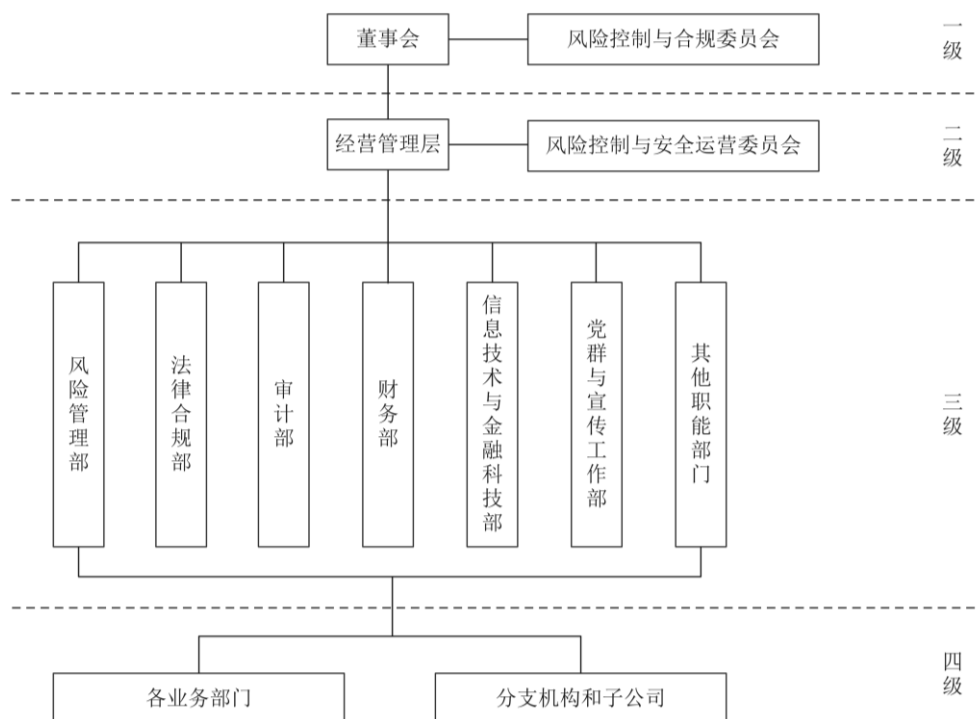 董事会
风险控制与合规委员会
一级
经营管理层
风险控制与安全运营委员会
二级
风险管理部
法律合规部
审计部
财务部
信息技术与金融科技部
党群与宣传工作部
其他职能部门
三级
各业务部门
分支机构和子公司
四级